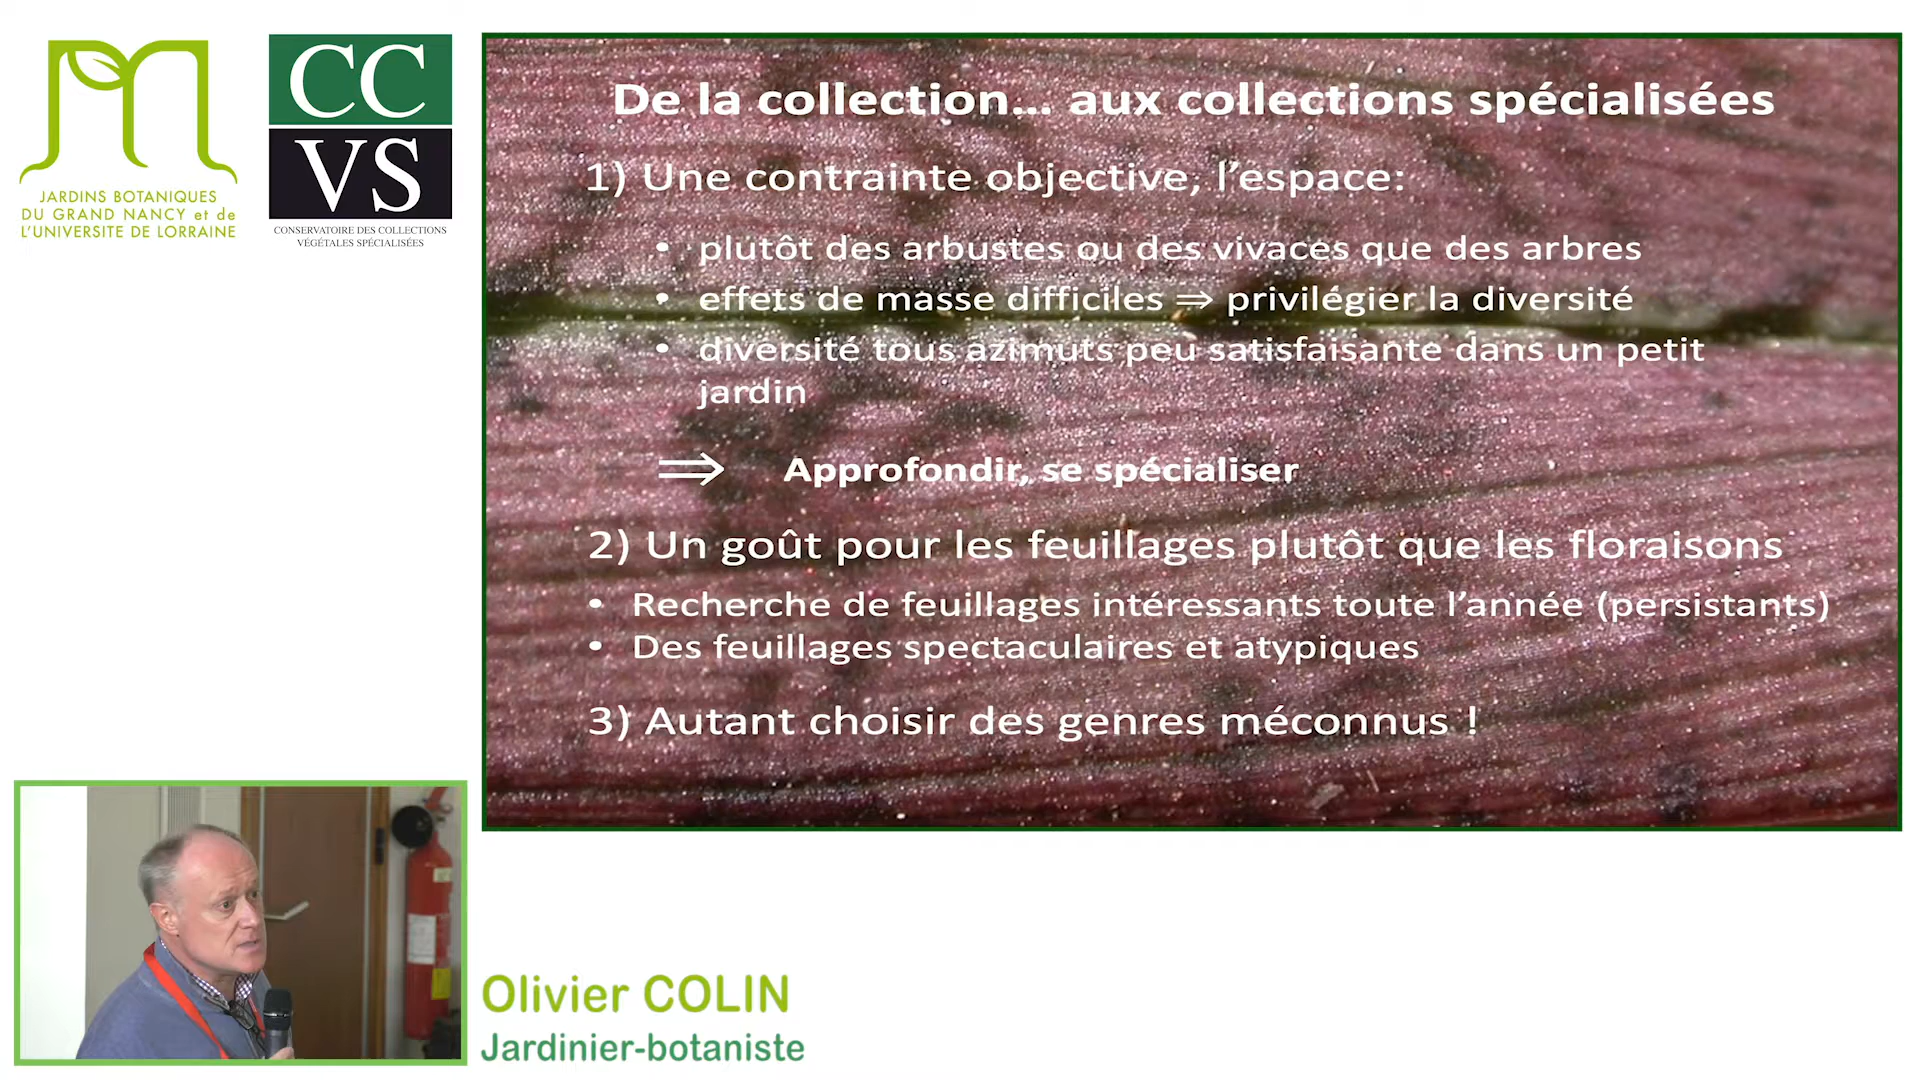 JARDINS BOTANIQUES
DU GRAND NANCY et de
L'UNIVERSITE DE LORRAINE
CC
VS
CONSERVATOIRE DES COLLECTIONS
VÉGÉTALES SPÉCIALISÉES
De la collection... aux collections spécialisées
1) Une contrainte objective, l'espace:
• plutôt des arbustes ou des vivaces que des arbres
• effets de masse difficiles ⇒ privilégier la diversité
• diversité tous azimuts peu satisfaisante dans un petit
jardin
⇒ Approfondir, se spécialiser
2) Un goût pour les feuillages plutôt que les floraisons
• Recherche de feuillages intéressants toute l'année (persistants)
• Des feuillages spectaculaires et atypiques
3) Autant choisir des genres méconnus !
Olivier COLIN
Jardinier-botaniste